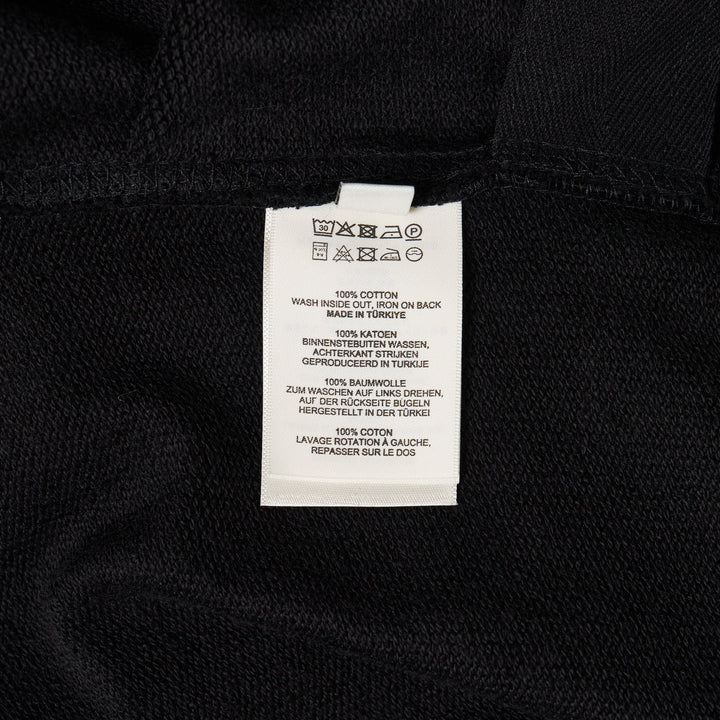 30 P
100% COTTON
WASH INSIDE OUT, IRON ON BACK
MADE IN TÜRKIYE
100% KATOEN
BINNENSTEBUITEN WASSEN,
ACHTERKANT STRIJKEN
GEPRODUCEERD IN TURKIJE
100% BAUMWOLLE
ZUM WASCHEN AUF LINKS DREHEN,
AUF DER RÜCKSEITE BÜGELN
HERGESTELLT IN DER TÜRKEI
100% COTON
LAVAGE ROTATION À GAUCHE,
REPASSER SUR LE DOS